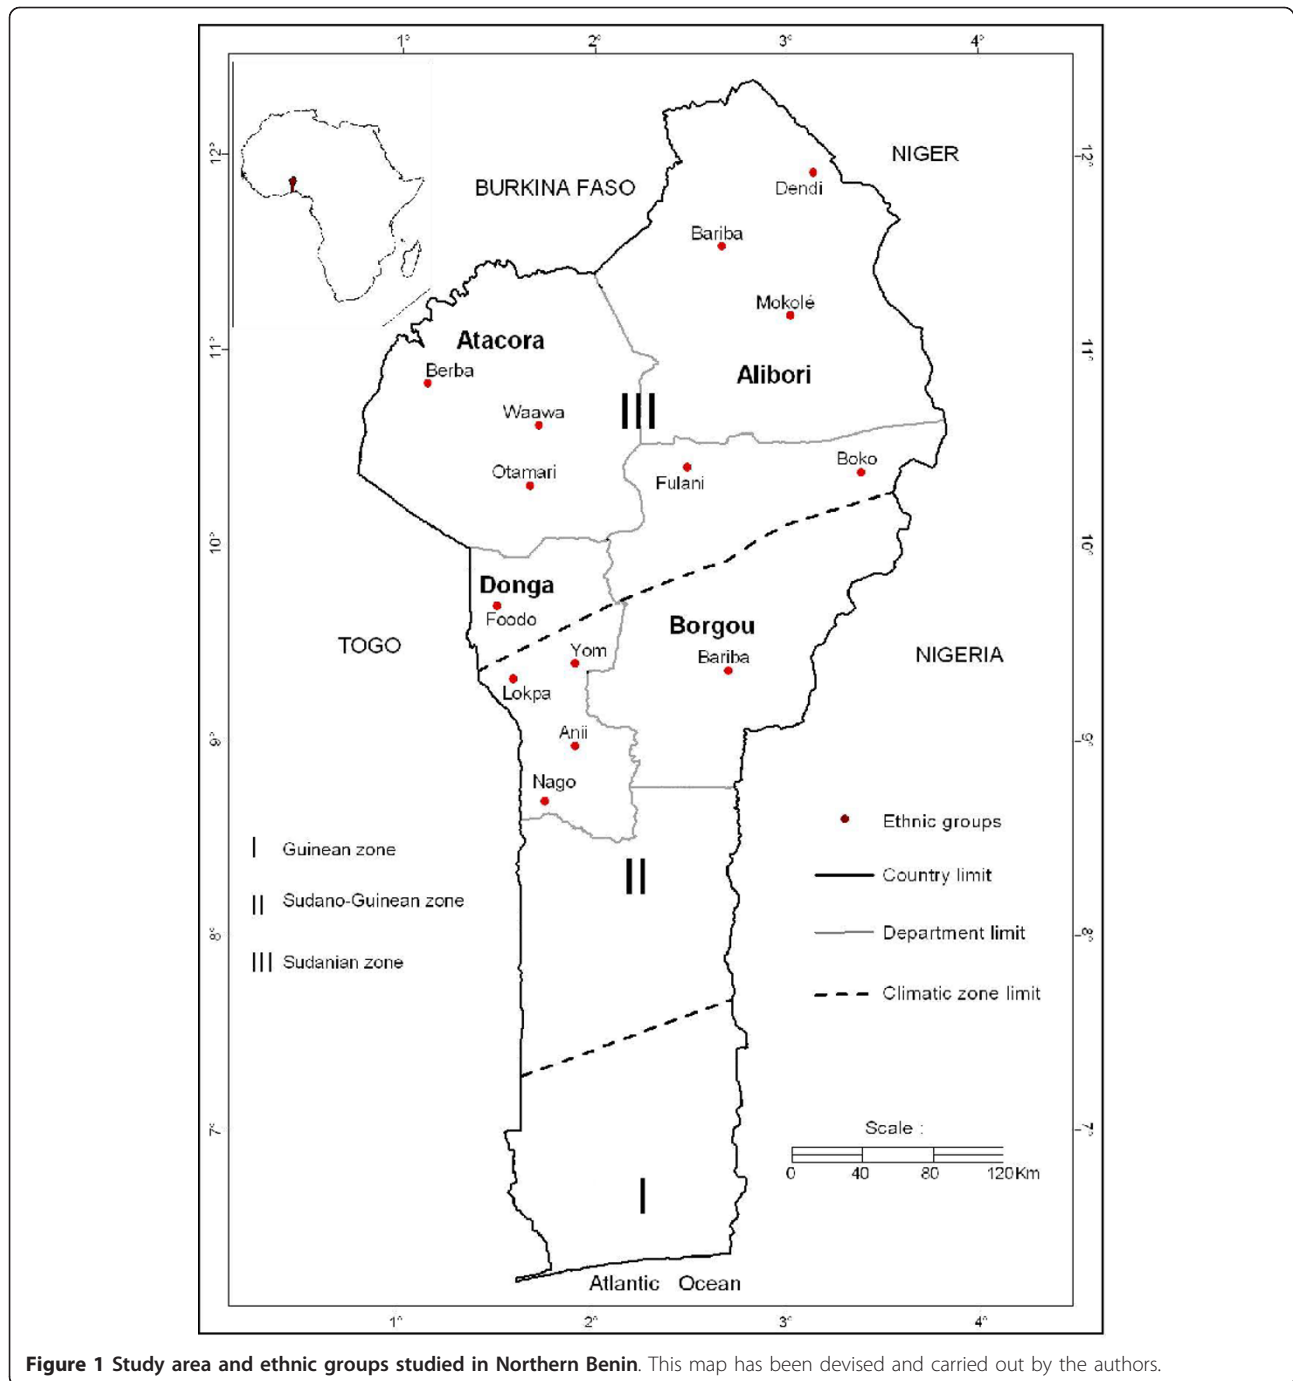 1° 2° 3° 4°
12° NIGER 12°
BURKINA FASO
Dendi
Bariba
Mokolé
11° Atacora 11°
Berba Alibori
Waawa
III
Otamari Fulani Boko
10° 10°
Donga
Foodo Borgou
TOGO Yom Bariba NIGERIA
Lokpa
Anii
9° 9°
Nago
Ethnic groups
I Guinean zone
II
Country limit
II Sudano-Guinean zone
Department limit
8° 8°
III Sudanian zone
Climatic zone limit
7° Scale : 7°
0 40 80 120 Km
I
Atlantic Ocean
1° 2° 3° 4°
Figure 1 Study area and ethnic groups studied in Northern Benin. This map has been devised and carried out by the authors.